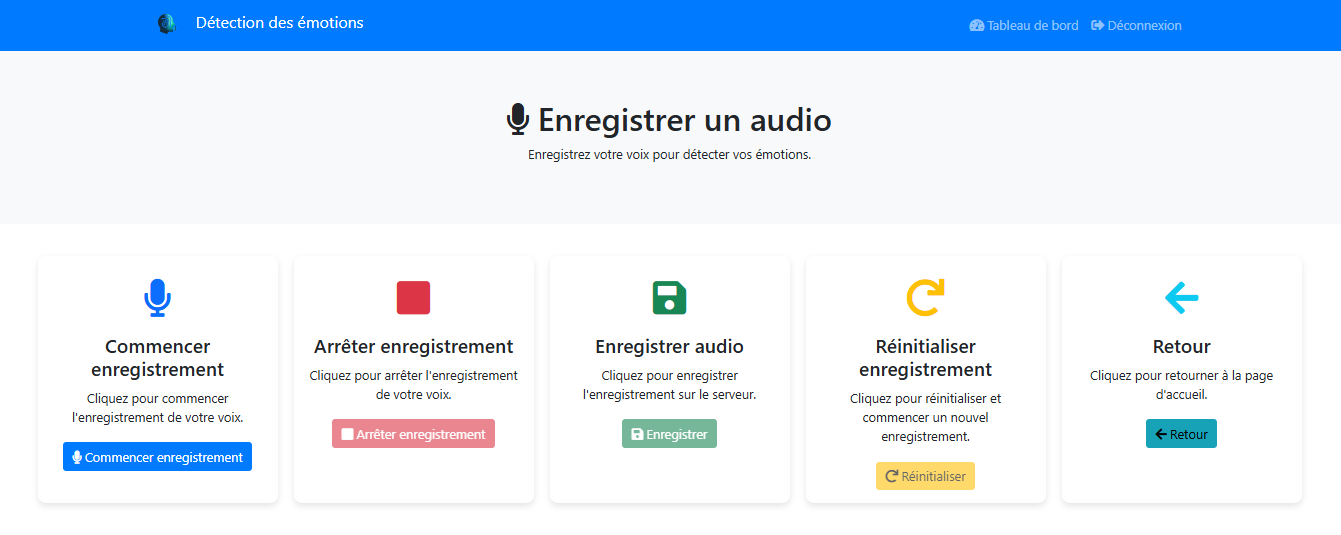 Détection des émotions
Tableau de bord
Déconnexion
Enregistrer un audio
Enregistrez votre voix pour détecter vos émotions.
Commencer
enregistrement
Cliquez pour commencer
l'enregistrement de votre voix.
Commencer enregistrement
Arrêter enregistrement
Cliquez pour arrêter l'enregistrement
de votre voix.
Arrêter enregistrement
Enregistrer audio
Cliquez pour enregistrer
l'enregistrement sur le serveur.
Enregistrer
Réinitialiser
enregistrement
Cliquez pour réinitialiser et
commencer un nouvel
enregistrement.
Réinitialiser
Retour
Cliquez pour retourner à la page
d'accueil.
Retour